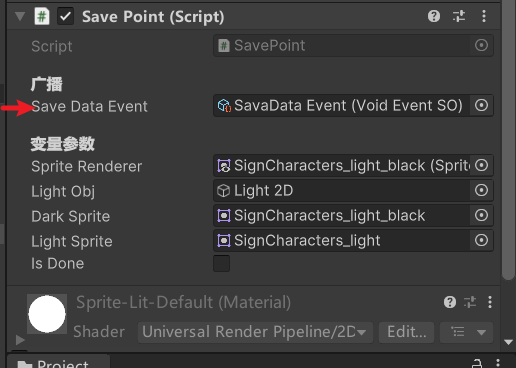 Save Point (Script)
Script SavePoint
广播
Save Data Event SavaData Event (Void Event SO)
变量参数
Sprite Renderer SignCharacters_light_black (Sprite
Light Obj Light 2D
Dark Sprite SignCharacters_light_black
Light Sprite SignCharacters_light
Is Done
Sprite-Lit-Default (Material)
Shader Universal Render Pipeline/2D Edit...
Project